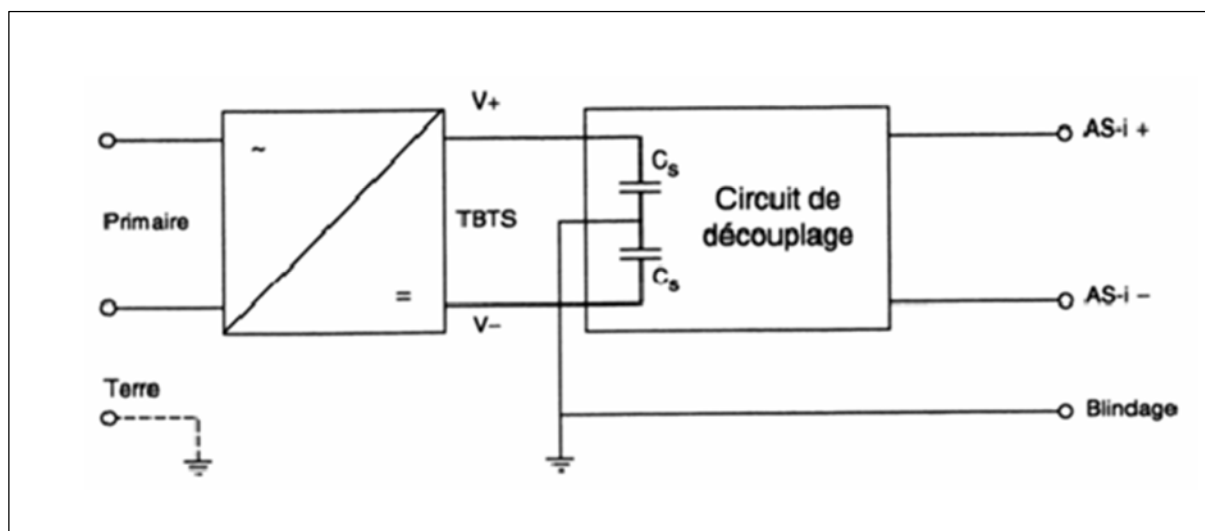 V+
AS-i +
~
Cs
Primaire
TBTS
Circuit de
découplage
Cs
=
AS-i –
V–
Terre
Blindage